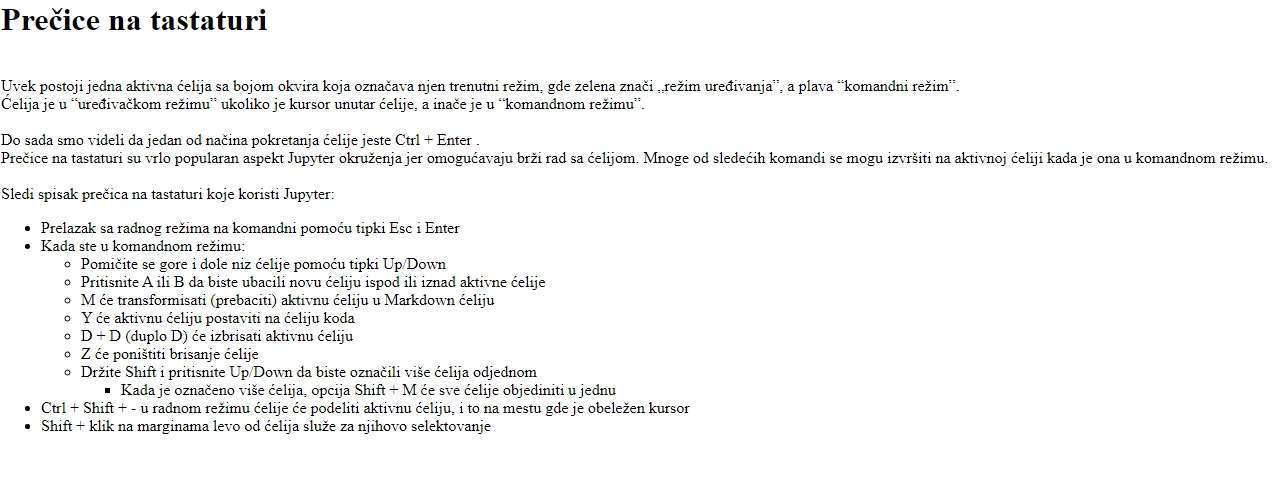 Prečice na tastaturi
Uvek postoji jedna aktivna ćelija sa bojom okvira koja označava njen trenutni režim, gde zelena znači „režim uređivanja”, a plava “komandni režim”.
Ćelija je u “uređivačkom režimu” ukoliko je kursor unutar ćelije, a inače je u “komandnom režimu”.
Do sada smo videli da jedan od načina pokretanja ćelije jeste Ctrl + Enter .
Prečice na tastaturi su vrlo popularan aspekt Jupyter okruženja jer omogućavaju brži rad sa ćelijom. Mnoge od sledećih komandi se mogu izvršiti na aktivnoj ćeliji kada je ona u komandnom režimu.
Sledi spisak prečica na tastaturi koje koristi Jupyter:
• Prelazak sa radnog režima na komandni pomoću tipki Esc i Enter
• Kada ste u komandnom režimu:
◦ Pomičite se gore i dole niz ćelije pomoću tipki Up/Down
◦ Pritisnite A ili B da biste ubacili novu ćeliju ispod ili iznad aktivne ćelije
◦ M će transformisati (prebaciti) aktivnu ćeliju u Markdown ćeliju
◦ Y će aktivnu ćeliju postaviti na ćeliju koda
◦ D + D (duplo D) će izbrisati aktivnu ćeliju
◦ Z će poništiti brisanje ćelije
◦ Držite Shift i pritisnite Up/Down da biste označili više ćelija odjednom
▪ Kada je označeno više ćelija, opcija Shift + M će sve ćelije objediniti u jednu
• Ctrl + Shift + - u radnom režimu ćelije će podeliti aktivnu ćeliju, i to na mestu gde je obeležen kursor
• Shift + klik na marginama levo od ćelija služe za njihovo selektovanje